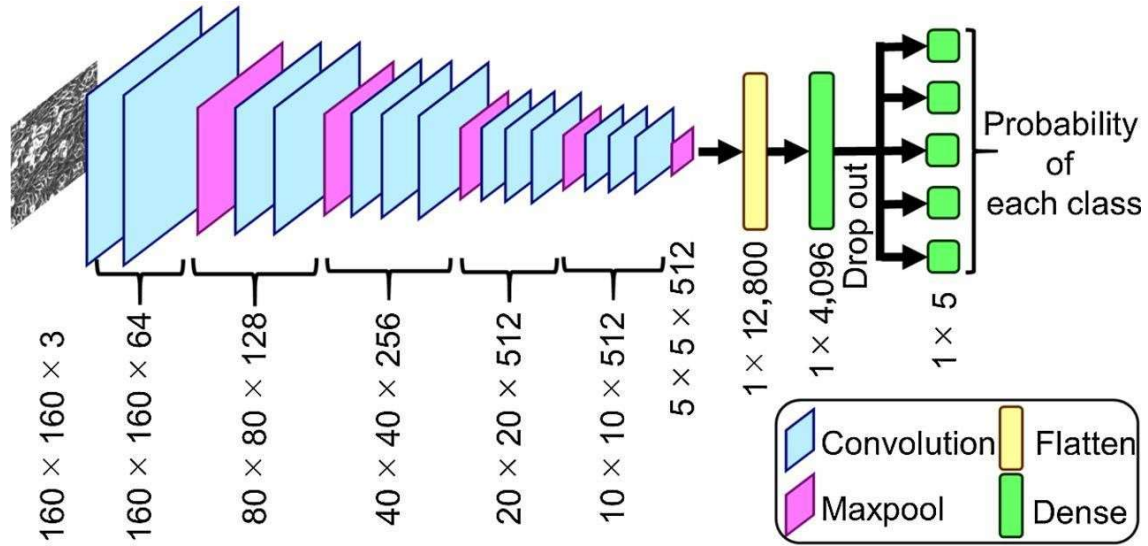 160 × 160 × 3
160 × 160 × 64
80 × 80 × 128
40 × 40 × 256
20 × 20 × 512
10 × 10 × 512
5 × 5 × 512
1 × 12,800
1 × 4,096
Drop out
1 × 5
Probability
of
each class
Convolution
Maxpool
Flatten
Dense